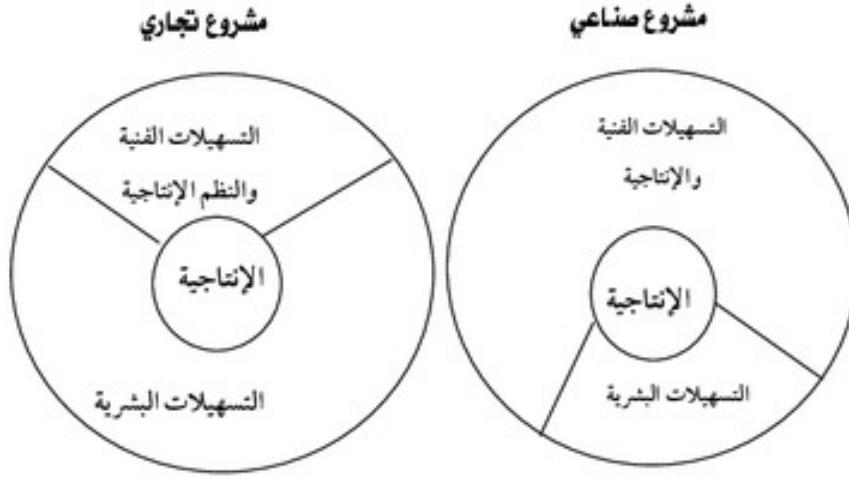 مشروع صناعي
التسهيلات الفنية
والإنتاجية
الإنتاجية
التسهيلات البشرية
مشروع تجاري
التسهيلات الفنية
والنظم الإنتاجية
الإنتاجية
التسهيلات البشرية